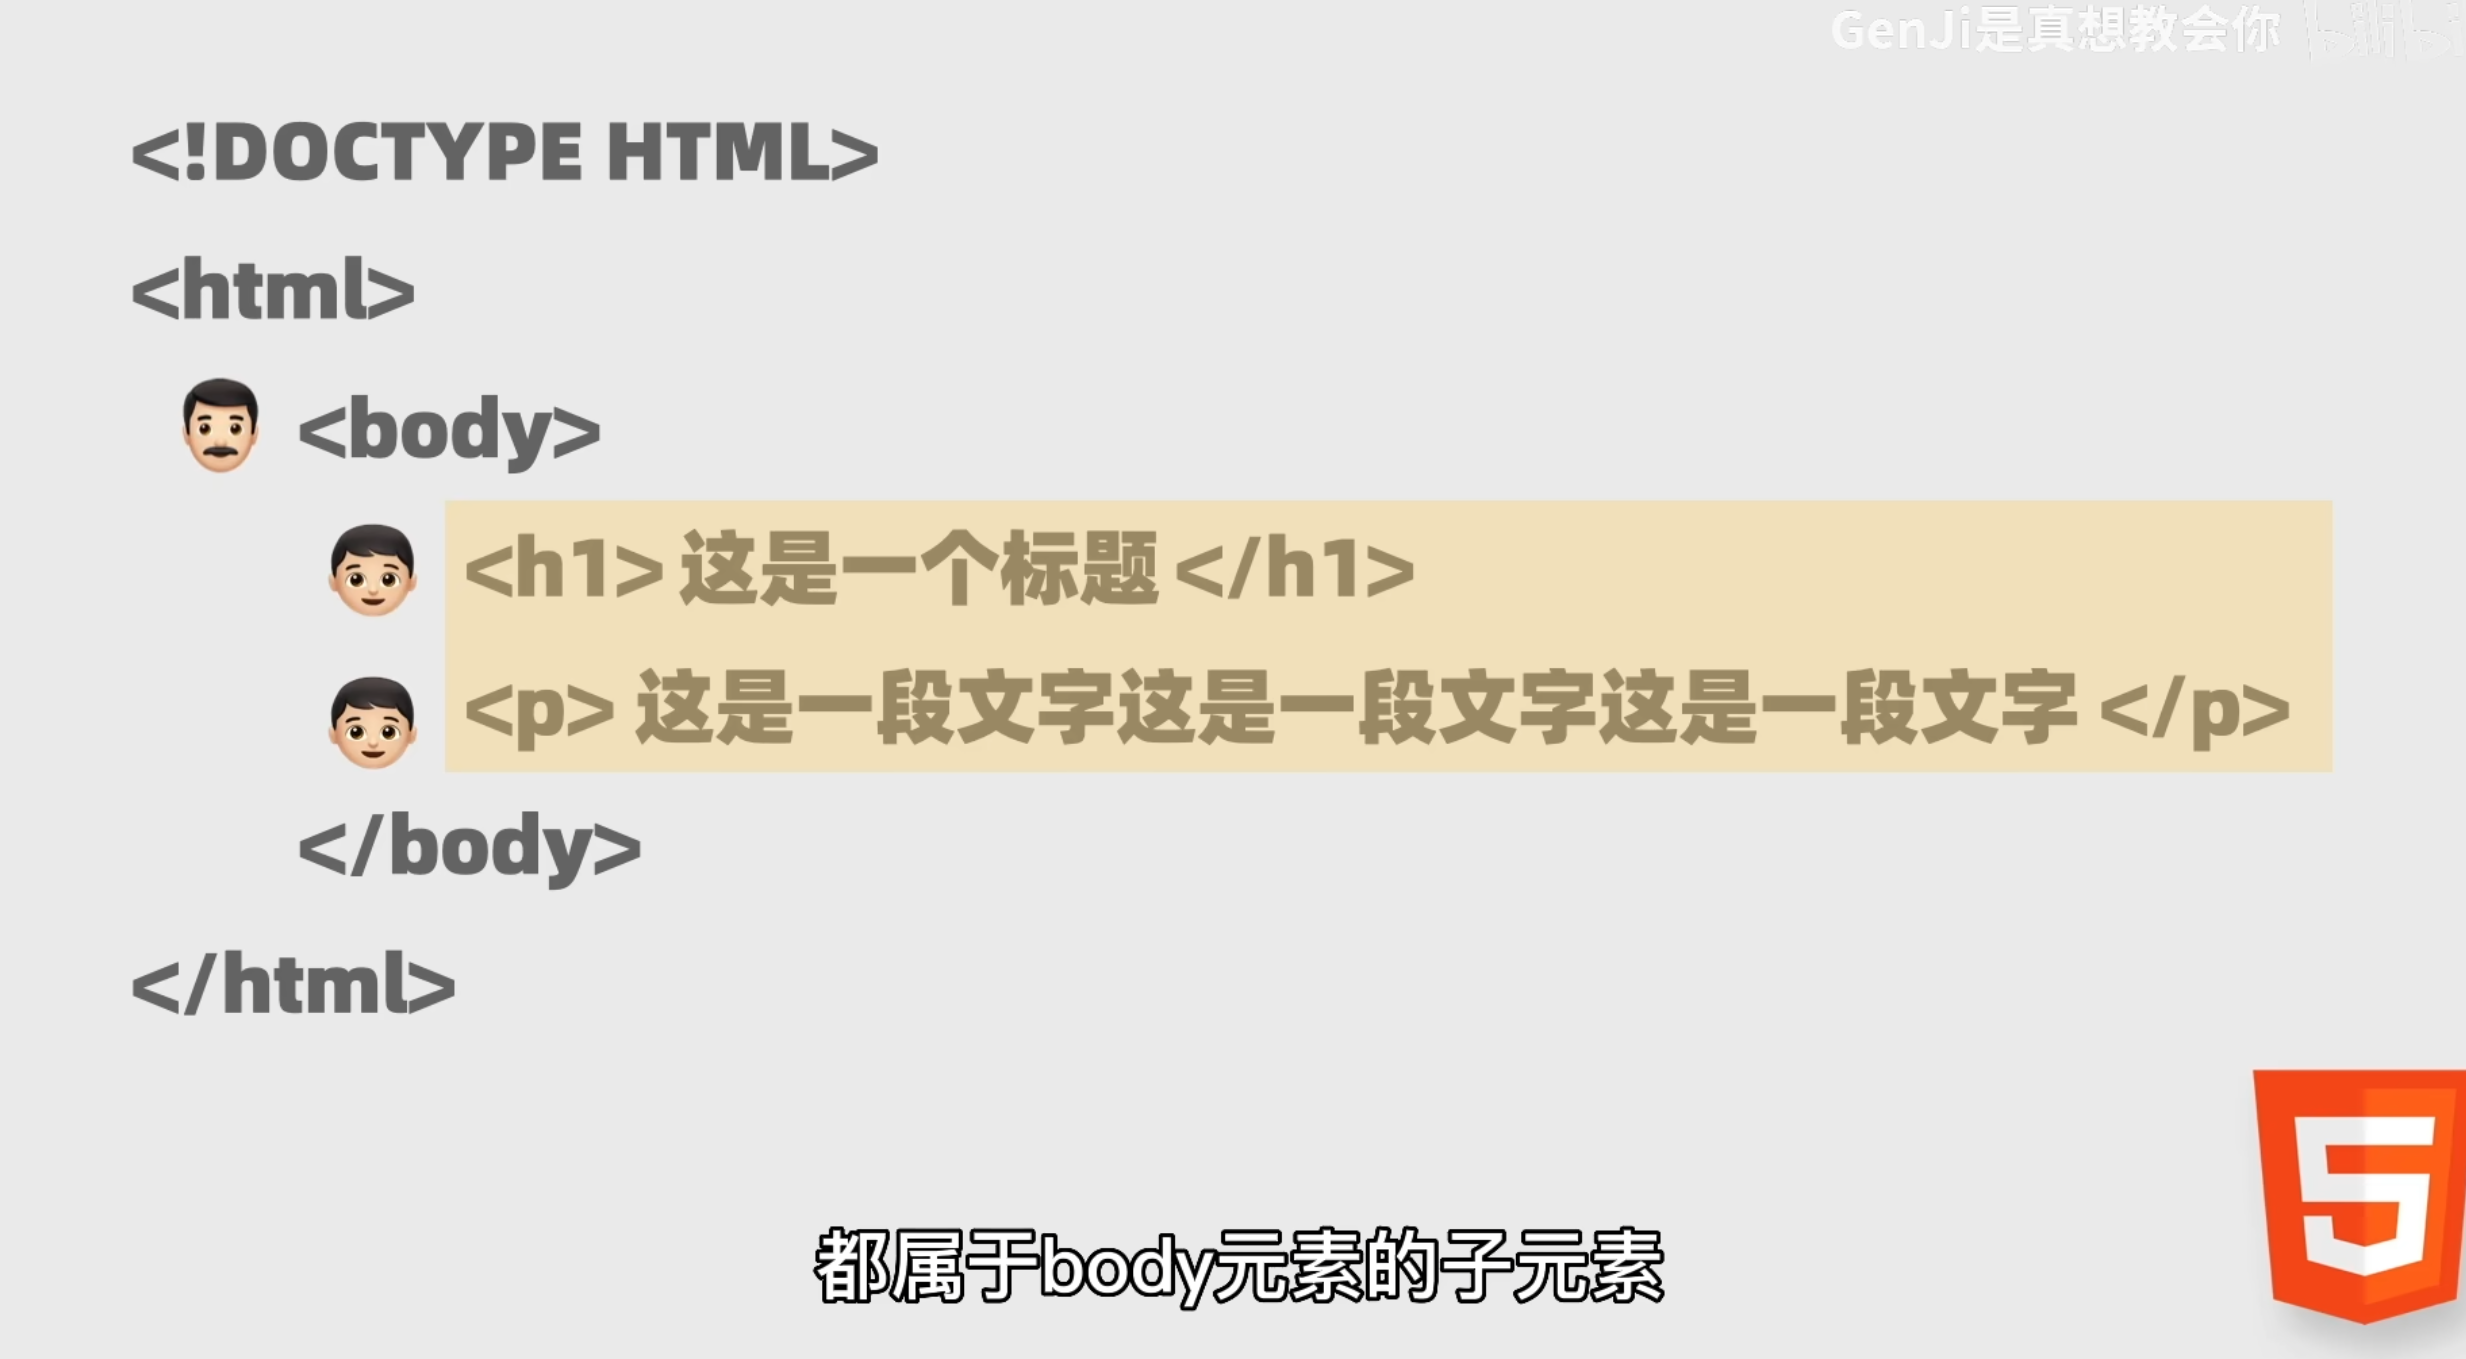 GenJi是真想教会你 bilibili
<!DOCTYPE HTML>
<html>
<body>
<h1> 这是一个标题 </h1>
<p> 这是一段文字这是一段文字这是一段文字 </p>
</body>
</html>
5
都属于body元素的子元素